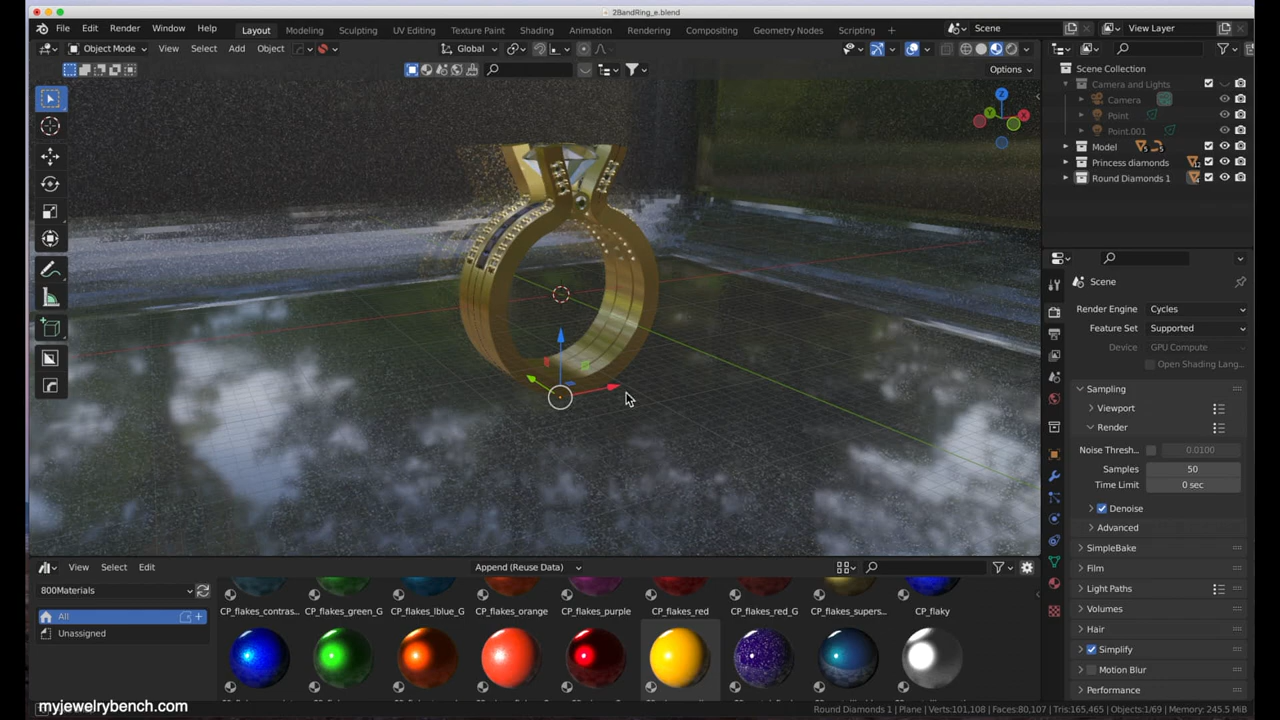 2BandRing_e.blend
File Edit Render Window Help Layout Modeling Sculpting UV Editing Texture Paint Shading Animation Rendering Compositing Geometry Nodes Scripting + Scene View Layer
Object Mode View Select Add Object Global
Options
Scene Collection
Camera and Lights
Camera
Point
Point.001
Model
Princess diamonds
Round Diamonds 1
Scene
Render Engine Cycles
Feature Set Supported
Device GPU Compute
Open Shading Lang...
Sampling
Viewport
Render
Noise Thresh... 0.0100
Samples 50
Time Limit 0 sec
Denoise
Advanced
SimpleBake
Film
Light Paths
Volumes
Hair
Simplify
Motion Blur
Performance
View Select Edit Append (Reuse Data)
800Materials
All
Unassigned
CP_flakes_contras... CP_flakes_green_G CP_flakes_lblue_G CP_flakes_orange CP_flakes_purple CP_flakes_red CP_flakes_red_G CP_flakes_supers... CP_flaky
myjewelrybench.com
Round Diamonds 1 | Plane | Verts:101,108 | Faces:80,107 | Tris:165,465 | Objects:1/69 | Memory: 245.5 MiB